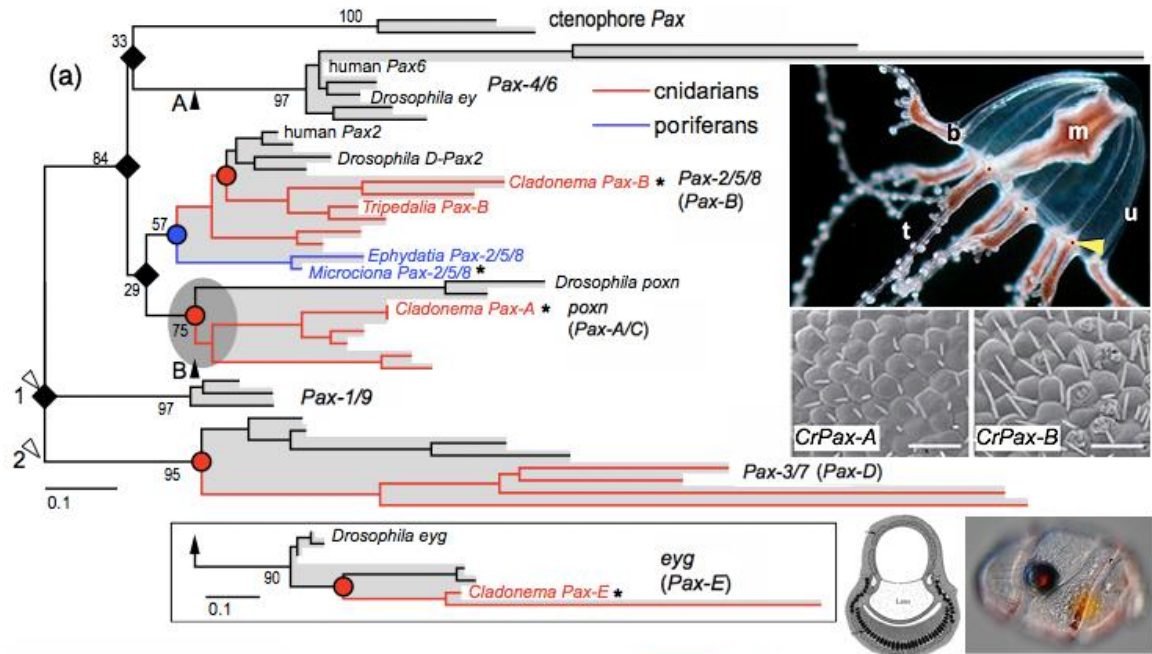 (a)
100
ctenophore Pax
33
human Pax6
Pax-4/6
A
97
Drosophila ey
cnidarians
poriferans
human Pax2
84
Drosophila D-Pax2
Cladonema Pax-B *
Pax-2/5/8
(Pax-B)
Tripedalia Pax-B
57
Ephydatia Pax-2/5/8
Microciona Pax-2/5/8 *
29
Drosophila poxn
75
Cladonema Pax-A *
poxn
(Pax-A/C)
B
1
97
Pax-1/9
2
95
Pax-3/7 (Pax-D)
0.1
Drosophila eyg
90
eyg
(Pax-E)
Cladonema Pax-E *
0.1
b
m
u
t
CrPax-A
CrPax-B
Lens